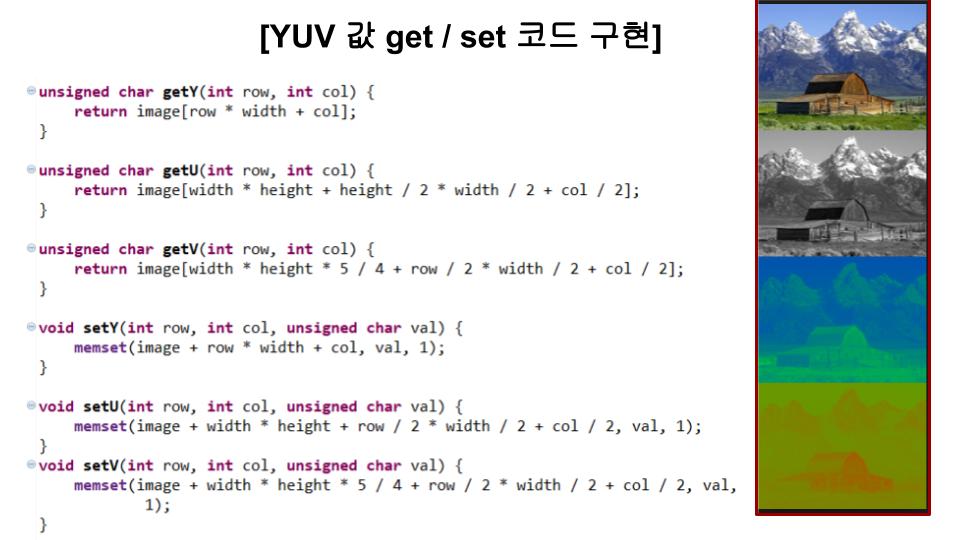 [YUV 값 get / set 코드 구현]
unsigned char getY(int row, int col) {
return image[row * width + col];
}
unsigned char getU(int row, int col) {
return image[width * height + height / 2 * width / 2 + col / 2];
}
unsigned char getV(int row, int col) {
return image[width * height * 5 / 4 + row / 2 * width / 2 + col / 2];
}
void setY(int row, int col, unsigned char val) {
memset(image + row * width + col, val, 1);
}
void setU(int row, int col, unsigned char val) {
memset(image + width * height + row / 2 * width / 2 + col / 2, val, 1);
}
void setV(int row, int col, unsigned char val) {
memset(image + width * height * 5 / 4 + row / 2 * width / 2 + col / 2, val,
1);
}